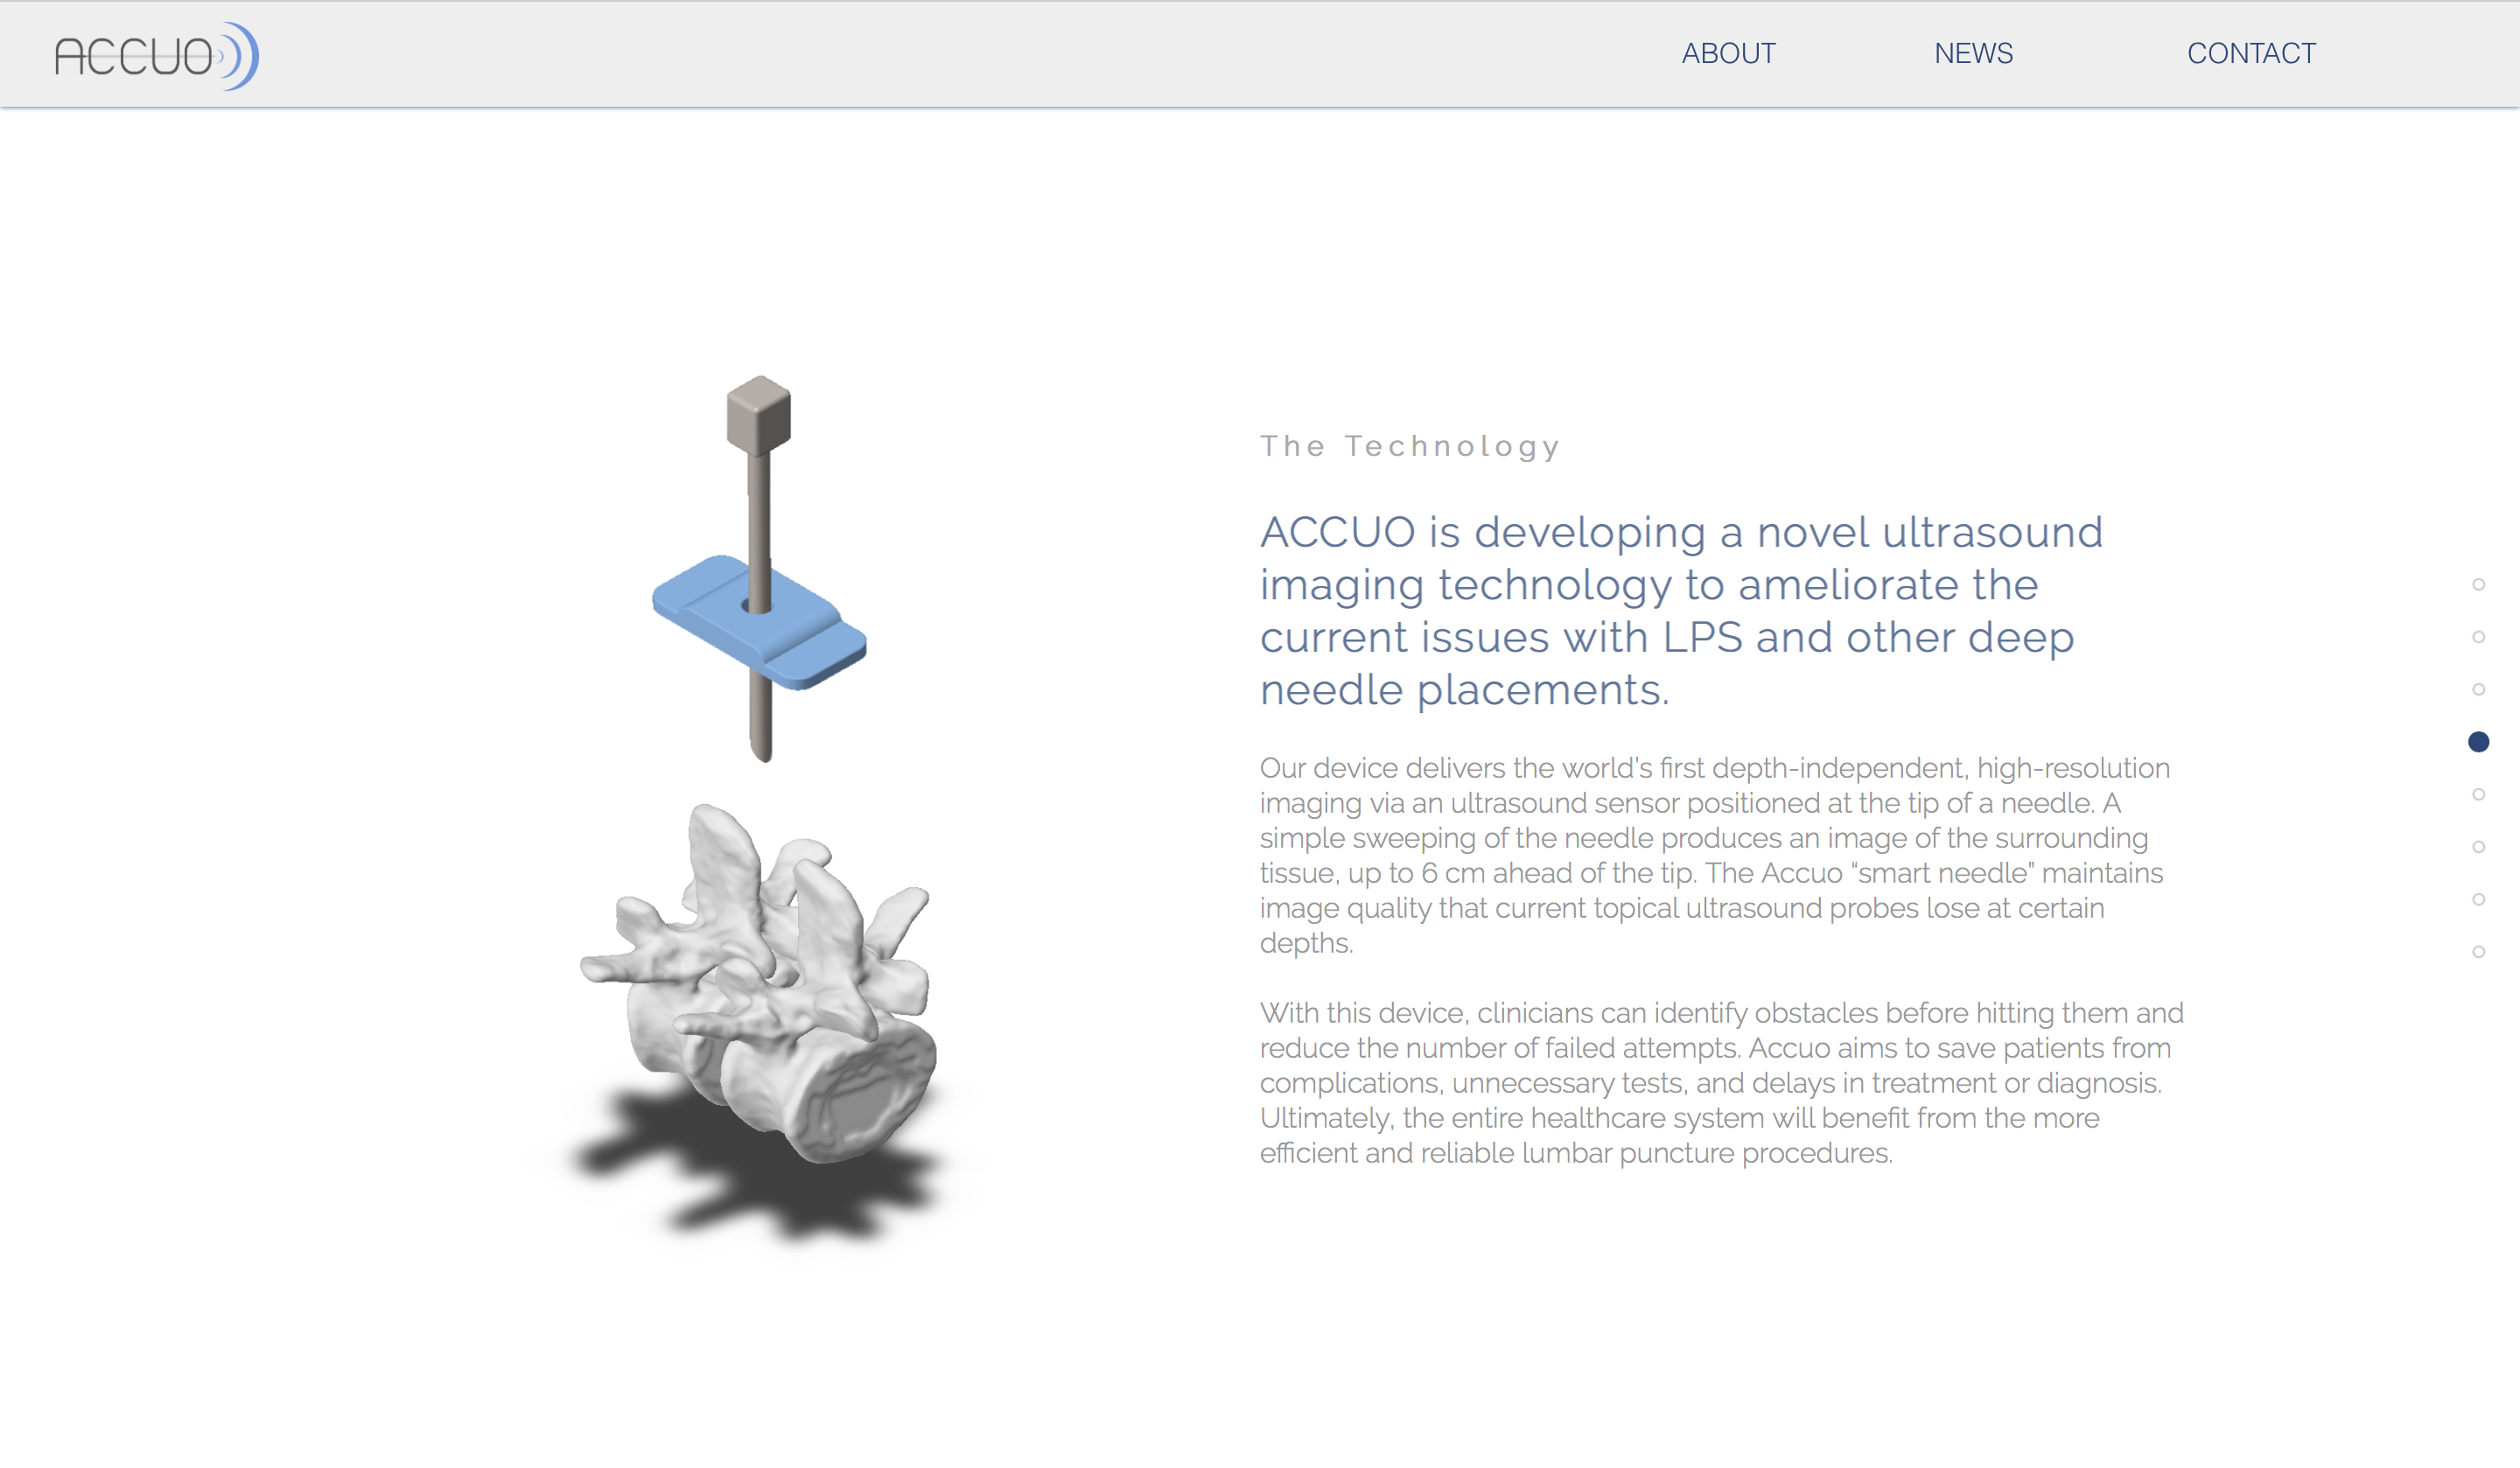 ACCUO
ABOUT
NEWS
CONTACT
The Technology
ACCUO is developing a novel ultrasound
imaging technology to ameliorate the
current issues with LPS and other deep
needle placements.
Our device delivers the world’s first depth-independent, high-resolution
imaging via an ultrasound sensor positioned at the tip of a needle. A
simple sweeping of the needle produces an image of the surrounding
tissue, up to 6 cm ahead of the tip. The Accuo “smart needle” maintains
image quality that current topical ultrasound probes lose at certain
depths.
With this device, clinicians can identify obstacles before hitting them and
reduce the number of failed attempts. Accuo aims to save patients from
complications, unnecessary tests, and delays in treatment or diagnosis.
Ultimately, the entire healthcare system will benefit from the more
efficient and reliable lumbar puncture procedures.